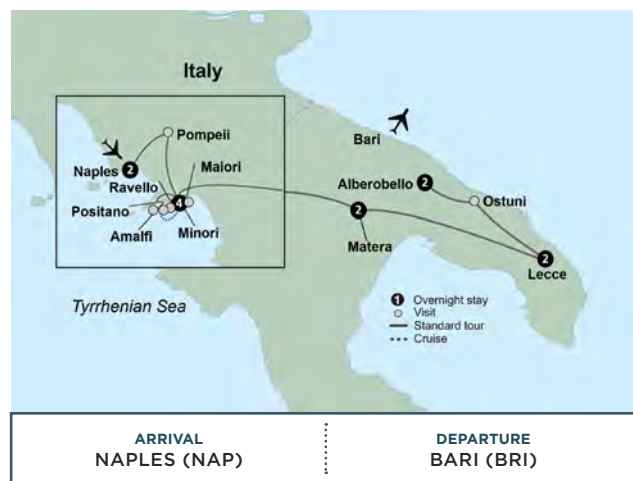 Italy
Pompeii
Bari
Naples
2
Maiori
Ravello
Alberobello
2
Ostuni
Positano
4
2
Amalfi
Minori
Matera
2
Lecce
Tyrrhenian Sea
1 Overnight stay
Visit
Standard tour
Cruise
ARRIVAL
NAPLES (NAP)
DEPARTURE
BARI (BRI)